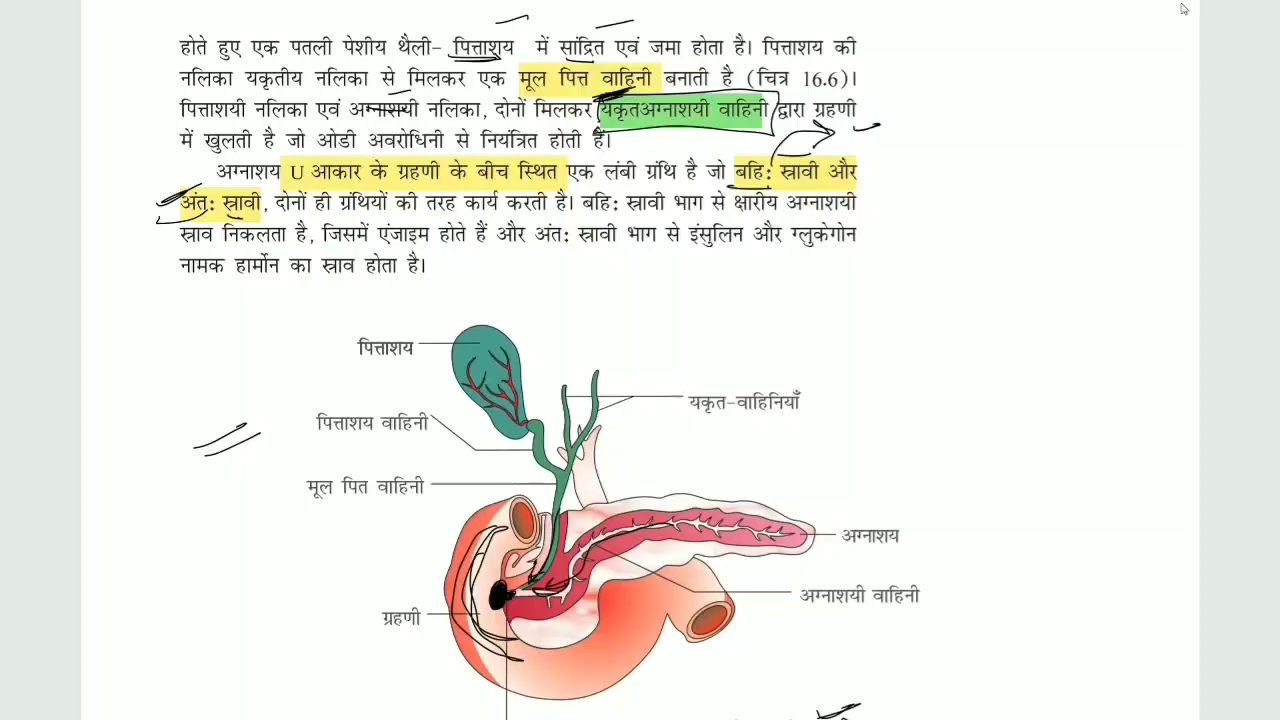 होते हुए एक पतली पेशीय थैली- पित्ताशय में सांद्रित एवं जमा होता है। पित्ताशय की
नलिका यकृतीय नलिका से मिलकर एक मूल पित्त वाहिनी बनाती है (चित्र 16.6)।
पित्ताशयी नलिका एवं अग्नाशयी नलिका, दोनों मिलकर यकृतअग्नाशयी वाहिनी द्वारा ग्रहणी
में खुलती है जो ओडी अवरोधिनी से नियंत्रित होती हैं।
अग्नाशय U आकार के ग्रहणी के बीच स्थित एक लंबी ग्रंथि है जो बहि: स्रावी और
अंत: स्रावी, दोनों ही ग्रंथियों की तरह कार्य करती है। बहि: स्रावी भाग से क्षारीय अग्नाशयी
स्राव निकलता है, जिसमें एंजाइम होते हैं और अंत: स्रावी भाग से इंसुलिन और ग्लुकेगोन
नामक हार्मोन का स्राव होता है।
पित्ताशय
यकृत-वाहिनियाँ
पित्ताशय वाहिनी
मूल पित वाहिनी
अग्नाशय
अग्नाशयी वाहिनी
ग्रहणी